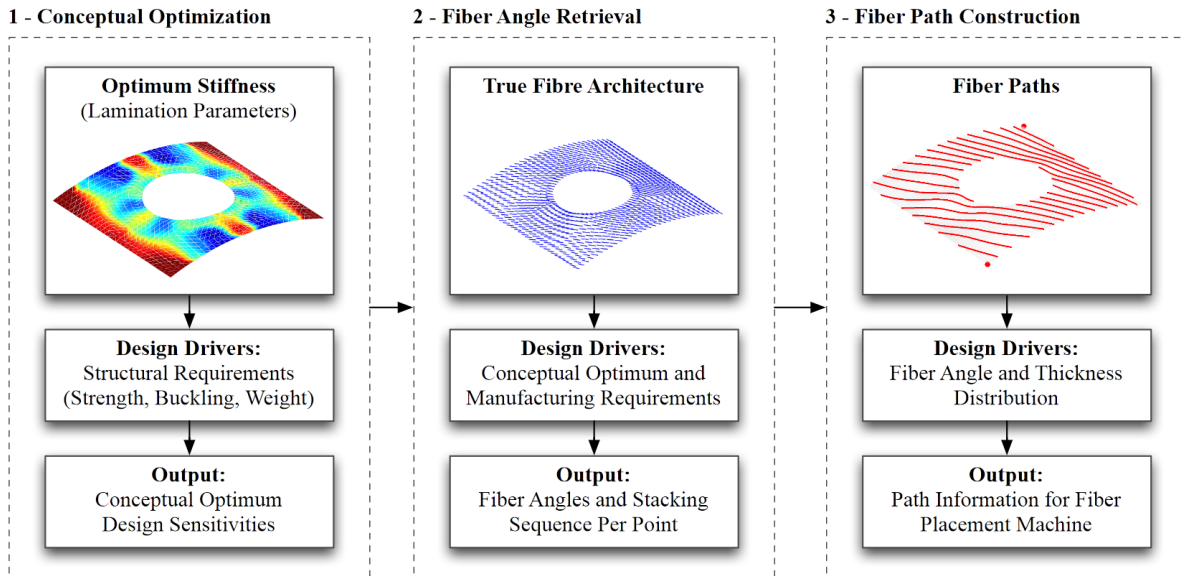 1 - Conceptual Optimization
Optimum Stiffness
(Lamination Parameters)
Design Drivers:
Structural Requirements
(Strength, Buckling, Weight)
Output:
Conceptual Optimum
Design Sensitivities
2 - Fiber Angle Retrieval
True Fibre Architecture
Design Drivers:
Conceptual Optimum and
Manufacturing Requirements
Output:
Fiber Angles and Stacking
Sequence Per Point
3 - Fiber Path Construction
Fiber Paths
Design Drivers:
Fiber Angle and Thickness
Distribution
Output:
Path Information for Fiber
Placement Machine